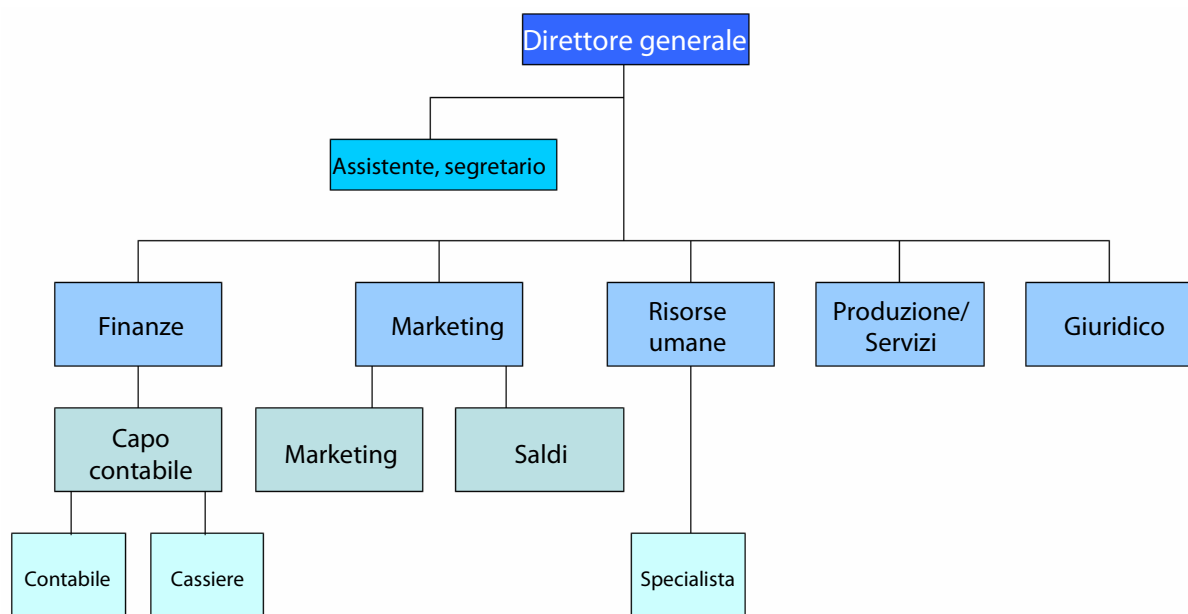 Direttore generale
Assistente, segretario
Finanze
Marketing
Risorse
umane
Produzione/
Servizi
Giuridico
Capo
contabile
Marketing
Saldi
Contabile
Cassiere
Specialista